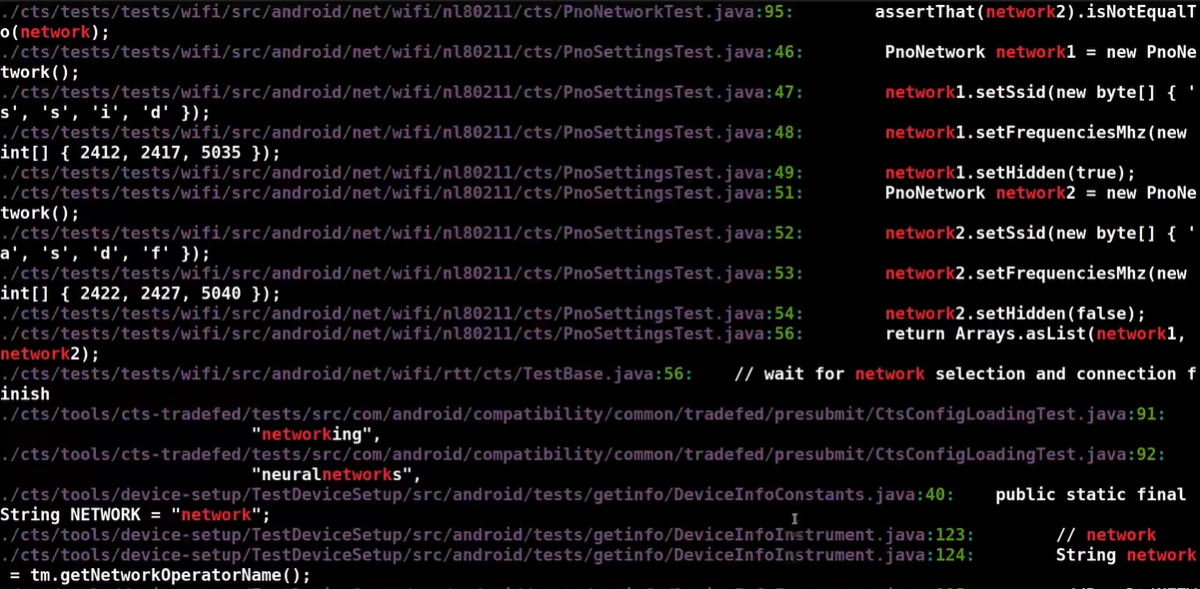 ./cts/tests/tests/wifi/src/android/net/wifi/nl80211/cts/PnoNetworkTest.java:95:        assertThat(network2).isNotEqualT
o(network);
./cts/tests/tests/wifi/src/android/net/wifi/nl80211/cts/PnoSettingsTest.java:46:        PnoNetwork network1 = new PnoNe
twork();
./cts/tests/tests/wifi/src/android/net/wifi/nl80211/cts/PnoSettingsTest.java:47:        network1.setSsid(new byte[] { '
s', 's', 'i', 'd' });
./cts/tests/tests/wifi/src/android/net/wifi/nl80211/cts/PnoSettingsTest.java:48:        network1.setFrequenciesMhz(new
int[] { 2412, 2417, 5035 });
./cts/tests/tests/wifi/src/android/net/wifi/nl80211/cts/PnoSettingsTest.java:49:        network1.setHidden(true);
./cts/tests/tests/wifi/src/android/net/wifi/nl80211/cts/PnoSettingsTest.java:51:        PnoNetwork network2 = new PnoNe
twork();
./cts/tests/tests/wifi/src/android/net/wifi/nl80211/cts/PnoSettingsTest.java:52:        network2.setSsid(new byte[] { '
a', 's', 'd', 'f' });
./cts/tests/tests/wifi/src/android/net/wifi/nl80211/cts/PnoSettingsTest.java:53:        network2.setFrequenciesMhz(new
int[] { 2422, 2427, 5040 });
./cts/tests/tests/wifi/src/android/net/wifi/nl80211/cts/PnoSettingsTest.java:54:        network2.setHidden(false);
./cts/tests/tests/wifi/src/android/net/wifi/nl80211/cts/PnoSettingsTest.java:56:        return Arrays.asList(network1,
network2);
./cts/tests/tests/wifi/src/android/net/wifi/rtt/cts/TestBase.java:56:    // wait for network selection and connection f
inish
./cts/tools/cts-tradefed/tests/src/com/android/compatibility/common/tradefed/presubmit/CtsConfigLoadingTest.java:91:
"networking",
./cts/tools/cts-tradefed/tests/src/com/android/compatibility/common/tradefed/presubmit/CtsConfigLoadingTest.java:92:
"neuralnetworks",
./cts/tools/device-setup/TestDeviceSetup/src/android/tests/getinfo/DeviceInfoConstants.java:40:    public static final
String NETWORK = "network";
./cts/tools/device-setup/TestDeviceSetup/src/android/tests/getinfo/DeviceInfoInstrument.java:123:        // network
./cts/tools/device-setup/TestDeviceSetup/src/android/tests/getinfo/DeviceInfoInstrument.java:124:        String network
= tm.getNetworkOperatorName();